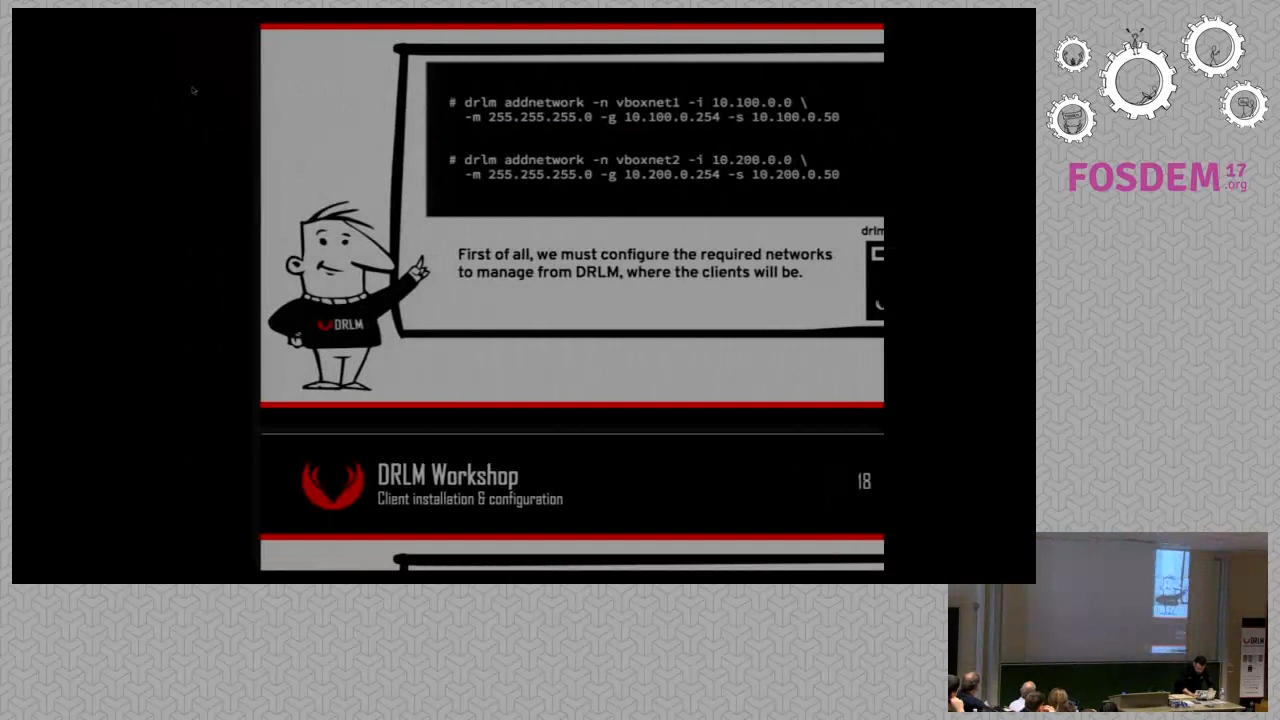 # drlm addnetwork -n vboxnet1 -i 10.100.0.0 \
-m 255.255.255.0 -g 10.100.0.254 -s 10.100.0.50
# drlm addnetwork -n vboxnet2 -i 10.200.0.0 \
-m 255.255.255.0 -g 10.200.0.254 -s 10.200.0.50
drlm
First of all, we must configure the required networks
to manage from DRLM, where the clients will be.
DRLM
DRLM Workshop
Client installation & configuration
18
FOSDEM 17
.org
DRLM